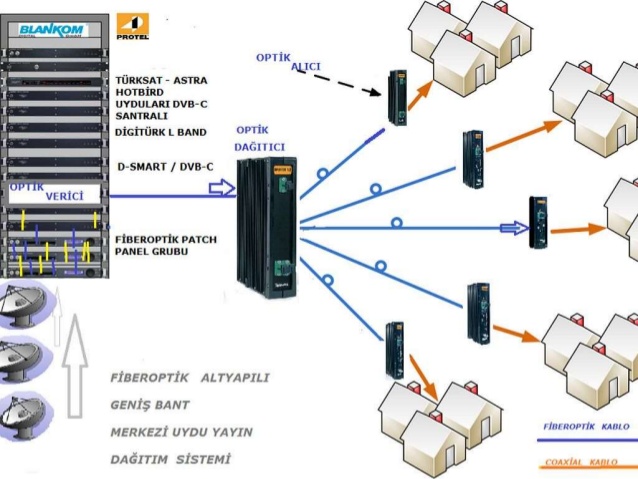 BLANKOM
DIGITAL
PROTEL
TÜRKSAT - ASTRA
HOTBİRD
UYDULARI DVB-C
SANTRALI
DİGİTÜRK L BAND
D-SMART / DVB-C
OPTİK
VERİCİ
FİBEROPTİK PATCH
PANEL GRUBU
OPTİK
DAĞITICI
OPTİK
ALICI
Televes
FİBEROPTİK ALTYAPILI
GENİŞ BANT
MERKEZİ UYDU YAYIN
DAĞITIM SİSTEMİ
FİBEROPTİK KABLO
COAXİAL KABLO